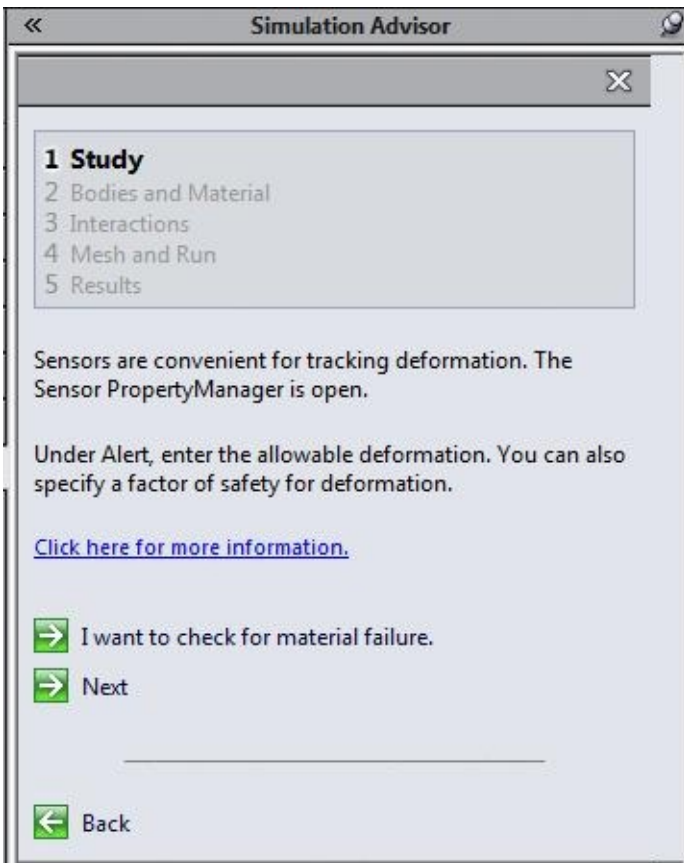 Simulation Advisor
1 Study
2 Bodies and Material
3 Interactions
4 Mesh and Run
5 Results
Sensors are convenient for tracking deformation. The
Sensor PropertyManager is open.
Under Alert, enter the allowable deformation. You can also
specify a factor of safety for deformation.
Click here for more information.
I want to check for material failure.
Next
Back